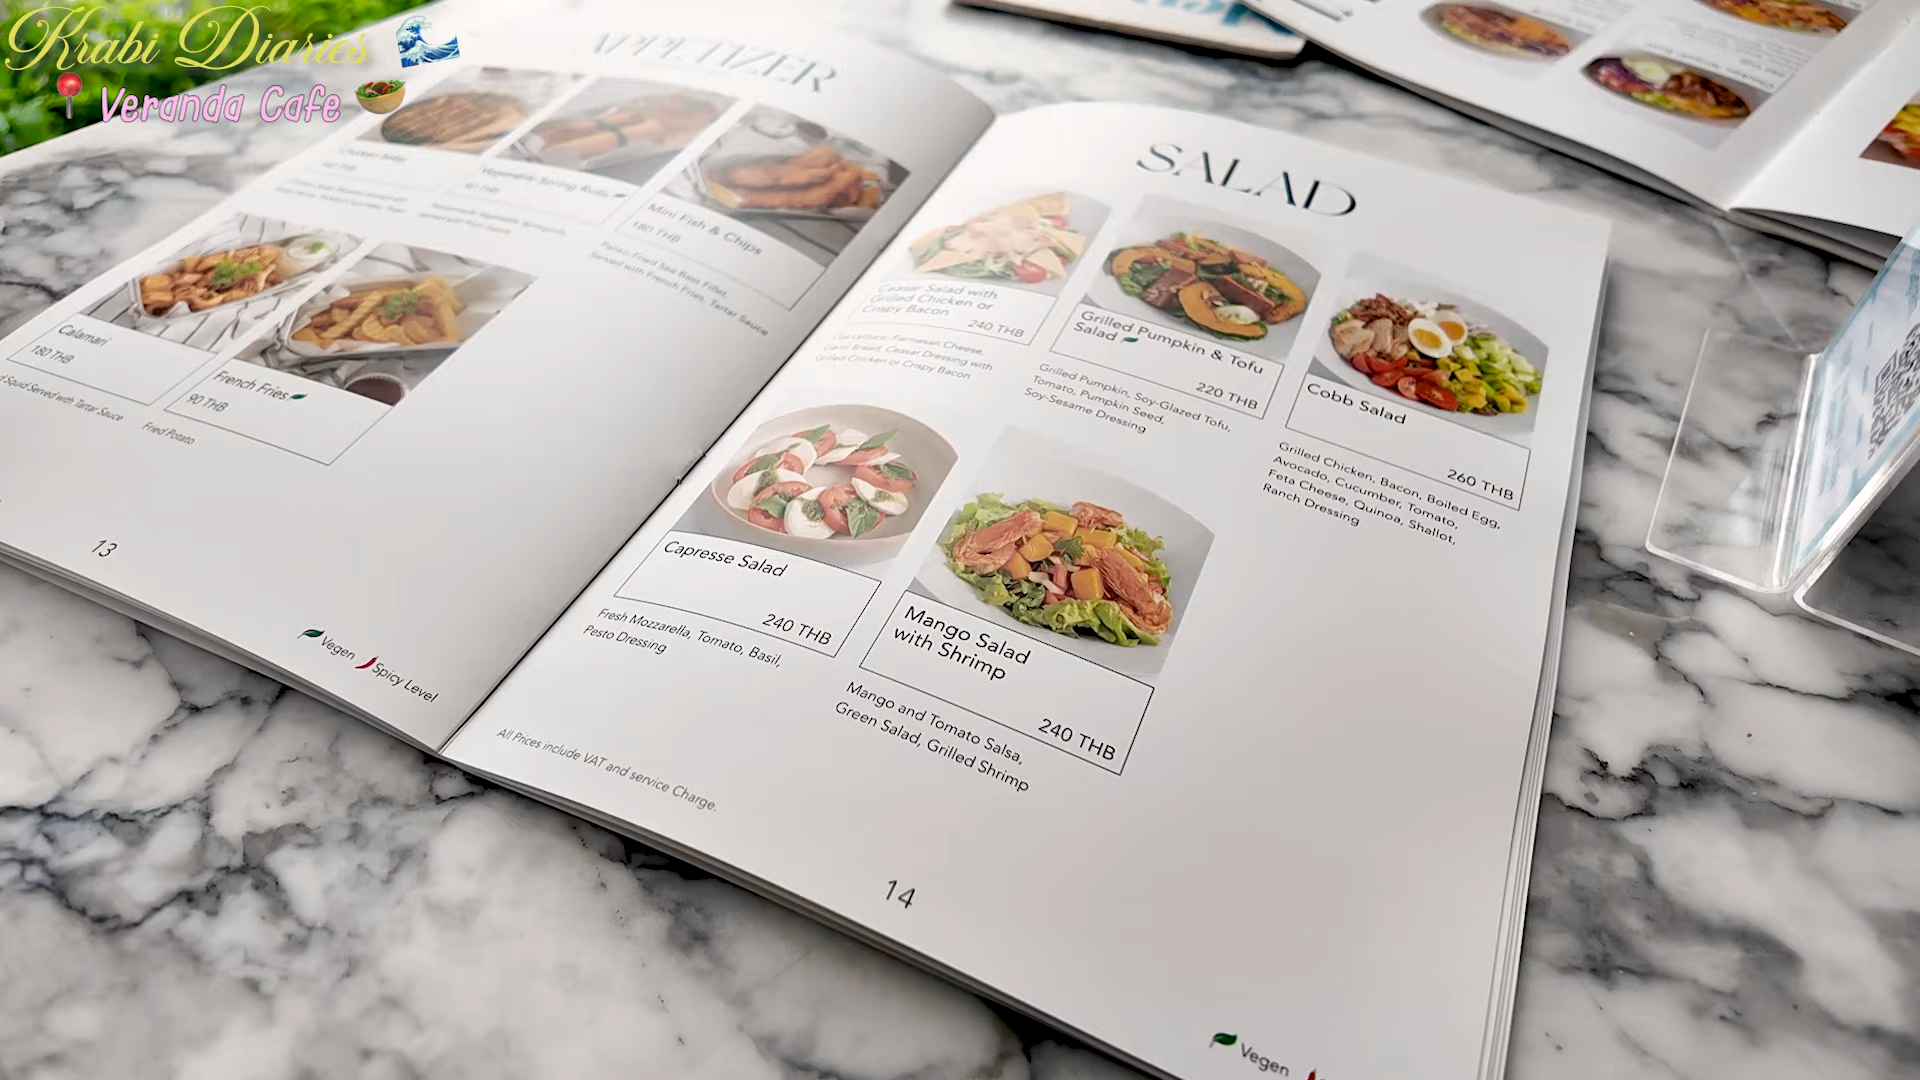 Krabi Diaries
Veranda Cafe
APPETIZER
Chicken Satay
Vegetable Spring Rolls
Mini Fish & Chips
180 THB
Served with French Fries, Tartar Sauce
Calamari
180 THB
Squid Served with Tartar Sauce
French Fries
90 THB
Fried Potato
13
Vegen
Spicy Level
SALAD
Ceasar Salad with
Grilled Chicken or
Crispy Bacon
240 THB
Cos Lettuce, Parmesan Cheese,
Garlic Bread, Ceasar Dressing with
Grilled Chicken or Crispy Bacon
Grilled Pumpkin & Tofu
Salad
220 THB
Grilled Pumpkin, Soy-Glazed Tofu,
Tomato, Pumpkin Seed,
Soy-Sesame Dressing
Cobb Salad
260 THB
Grilled Chicken, Bacon, Boiled Egg,
Avocado, Cucumber, Tomato,
Feta Cheese, Quinoa, Shallot,
Ranch Dressing
Capresse Salad
240 THB
Fresh Mozzarella, Tomato, Basil,
Pesto Dressing
Mango Salad
with Shrimp
240 THB
Mango and Tomato Salsa,
Green Salad, Grilled Shrimp
All Prices include VAT and service Charge.
14
Vegen